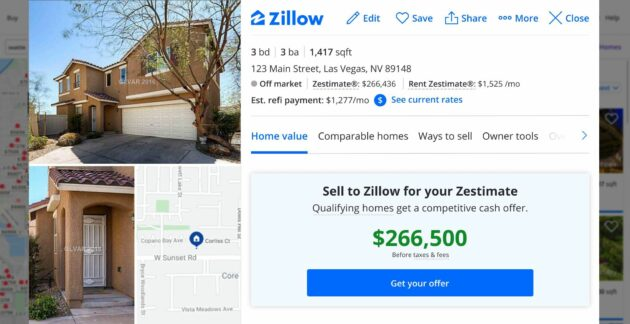 Zillow
Edit
Save
Share
More
Close
3 bd | 3 ba | 1,417 sqft
123 Main Street, Las Vegas, NV 89148
Off market | Zestimate®: $266,436 | Rent Zestimate®: $1,525 /mo
Est. refi payment: $1,277/mo $ See current rates
Home value
Comparable homes
Ways to sell
Owner tools
Sell to Zillow for your Zestimate
Qualifying homes get a competitive cash offer.
$266,500
Before taxes & fees
Get your offer
Copano Bay Ave
Corliss Ct
W Sunset Rd
Core
Vista Meadows Ave
Buy
Homes